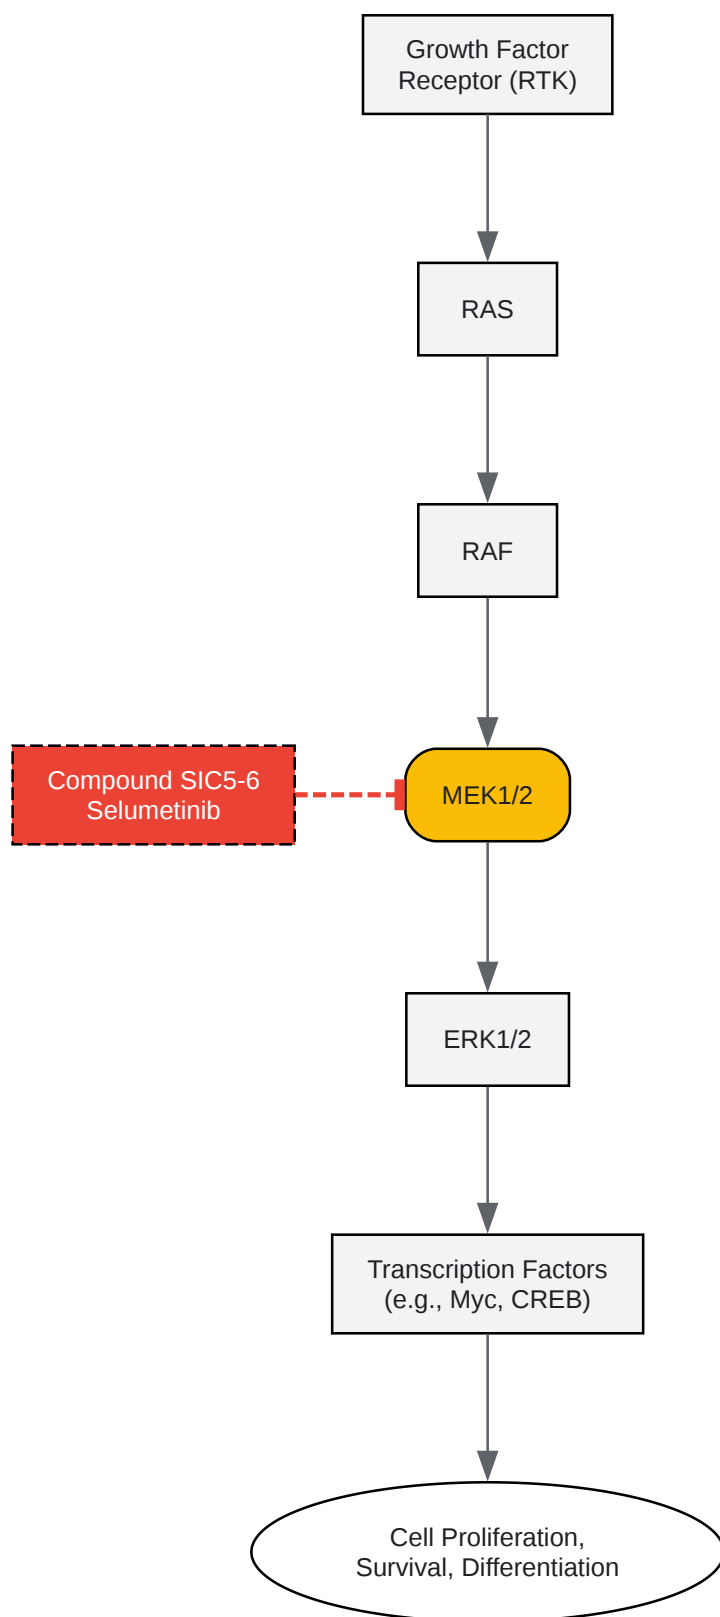 Growth Factor
Receptor (RTK)
RAS
RAF
Compound SIC5-6
Selumetinib
MEK1/2
ERK1/2
Transcription Factors
(e.g., Myc, CREB)
Cell Proliferation,
Survival, Differentiation